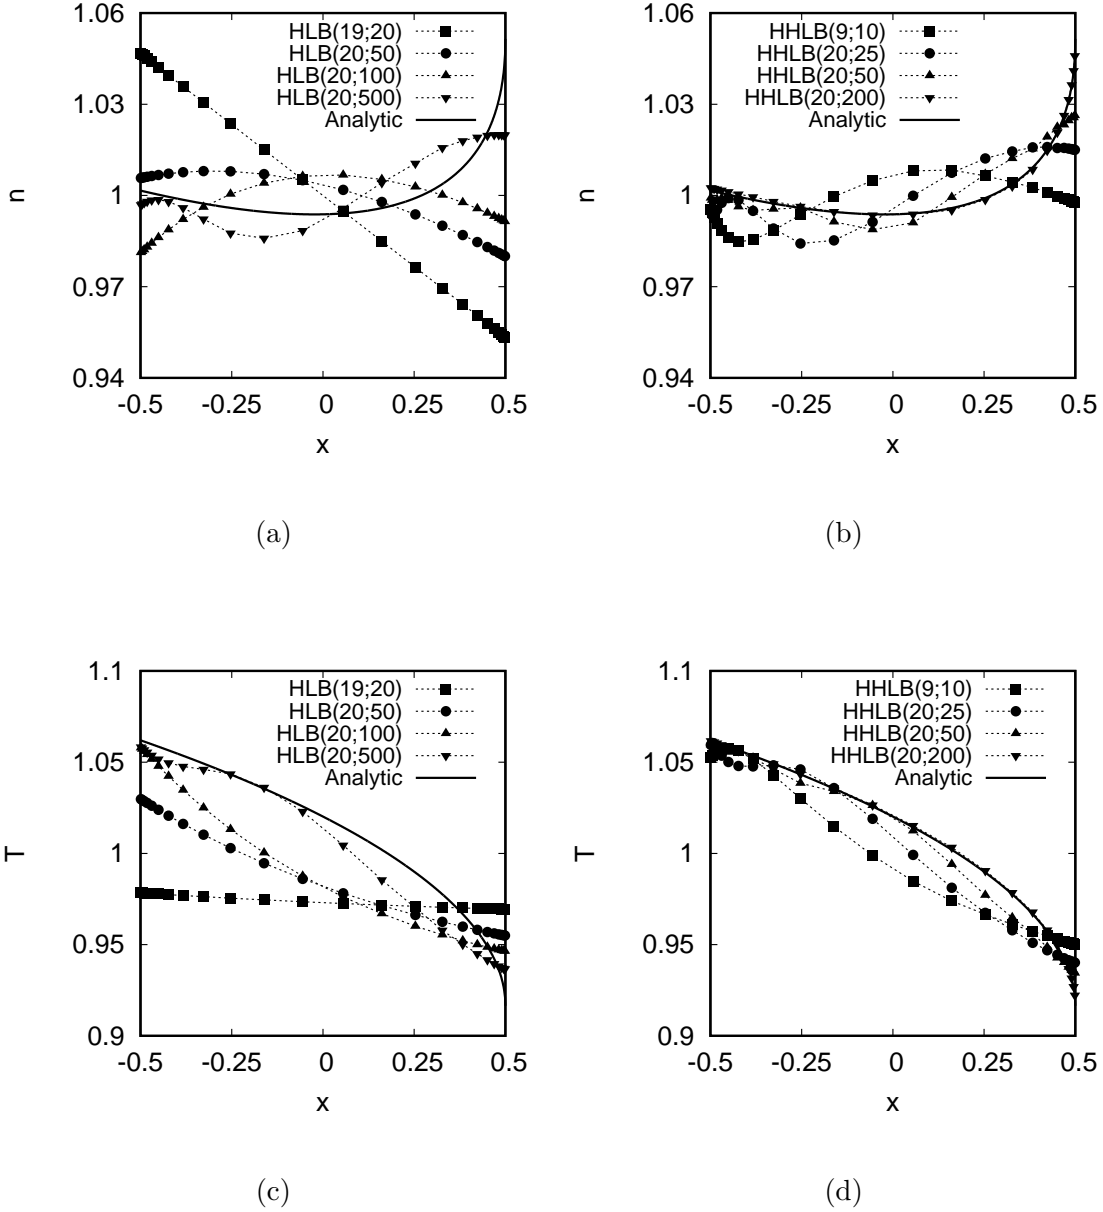 1.06
1.03
1
0.97
0.94
n
HLB(19;20)
HLB(20;50)
HLB(20;100)
HLB(20;500)
Analytic
-0.5 -0.25 0 0.25 0.5
x
(a)
1.06
1.03
1
0.97
0.94
n
HHLB(9;10)
HHLB(20;25)
HHLB(20;50)
HHLB(20;200)
Analytic
-0.5 -0.25 0 0.25 0.5
x
(b)
1.1
1.05
1
0.95
0.9
T
HLB(19;20)
HLB(20;50)
HLB(20;100)
HLB(20;500)
Analytic
-0.5 -0.25 0 0.25 0.5
x
(c)
1.1
1.05
1
0.95
0.9
T
HHLB(9;10)
HHLB(20;25)
HHLB(20;50)
HHLB(20;200)
Analytic
-0.5 -0.25 0 0.25 0.5
x
(d)